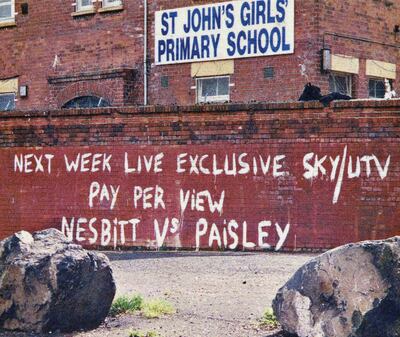 ST JOHN'S GIRLS'
PRIMARY SCHOOL
NEXT WEEK LIVE EXCLUSIVE SKY/UTV
PAY PER VIEW
NESBITT Vs PAISLEY